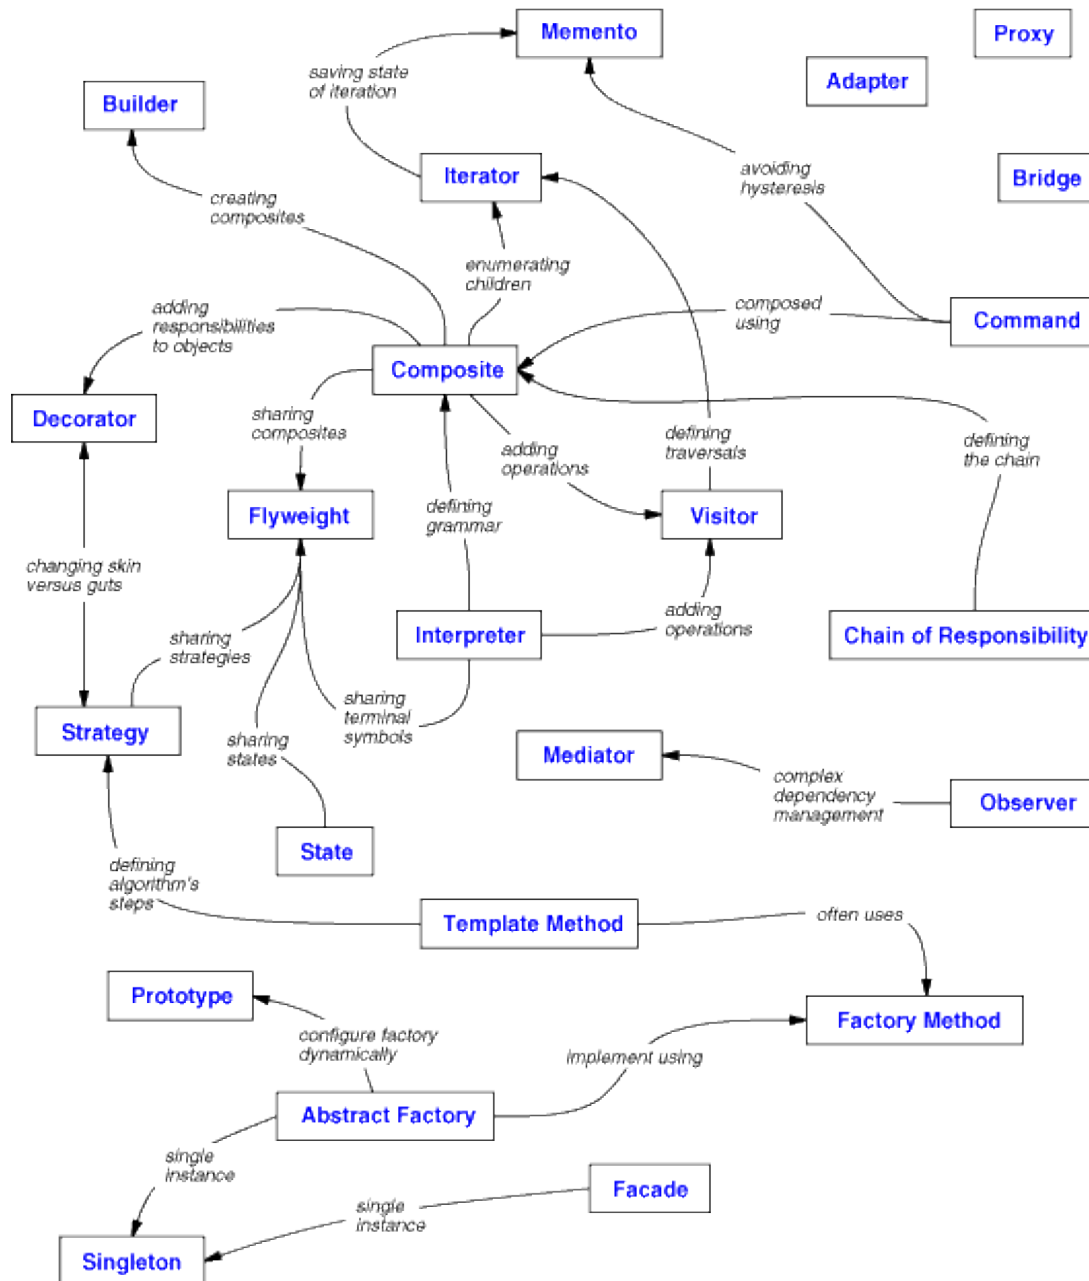 Memento
Proxy
Adapter
saving state
of iteration
Builder
avoiding
hysteresis
Iterator
Bridge
creating
composites
enumerating
children
adding
responsibilities
to objects
composed
using
Command
Composite
Decorator
sharing
composites
adding
operations
defining
traversals
defining
the chain
Flyweight
defining
grammar
Visitor
changing skin
versus guts
sharing
strategies
Interpreter
adding
operations
Chain of Responsibility
Strategy
sharing
states
sharing
terminal
symbols
Mediator
complex
dependency
management
Observer
State
defining
algorithm's
steps
Template Method
often uses
Prototype
configure factory
dynamically
implement using
Factory Method
Abstract Factory
single
instance
Facade
single
instance
Singleton